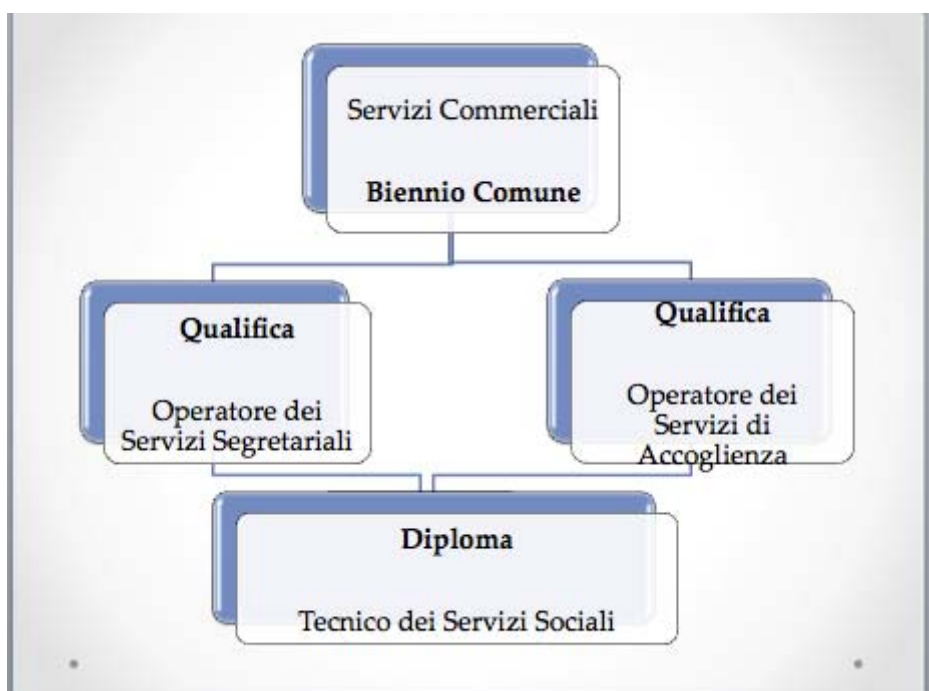 Servizi Commerciali
Biennio Comune
Qualifica
Operatore dei
Servizi Segretariali
Qualifica
Operatore dei
Servizi di
Accoglienza
Diploma
Tecnico dei Servizi Sociali